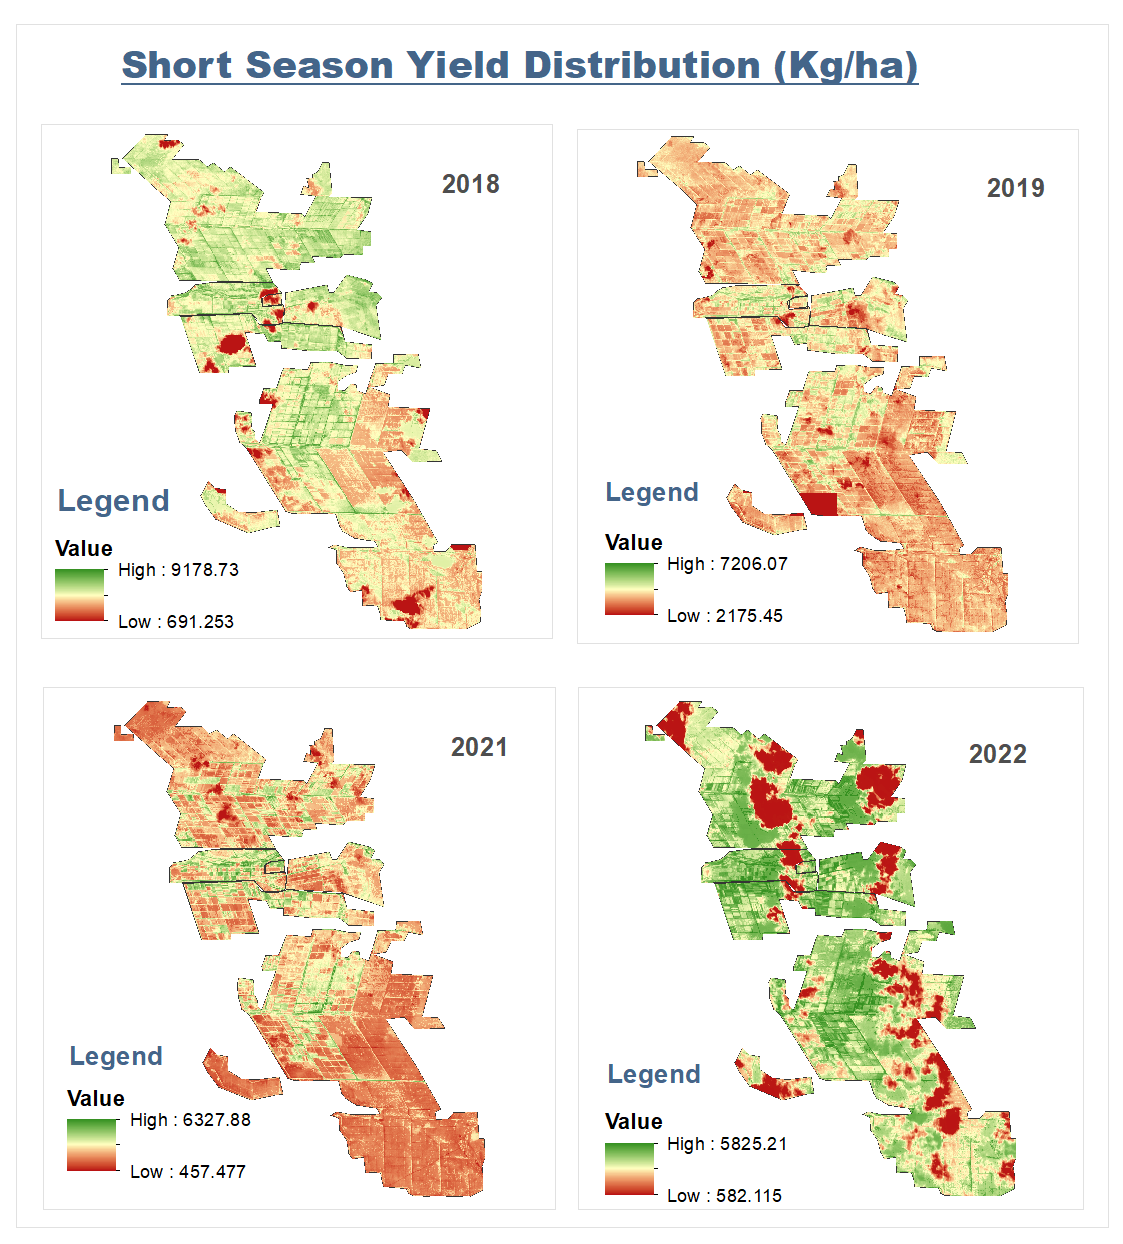 Short Season Yield Distribution (Kg/ha)
2018
Legend
Value
High : 9178.73
Low : 691.253
2019
Legend
Value
High : 7206.07
Low : 2175.45
2021
Legend
Value
High : 6327.88
Low : 457.477
2022
Legend
Value
High : 5825.21
Low : 582.115